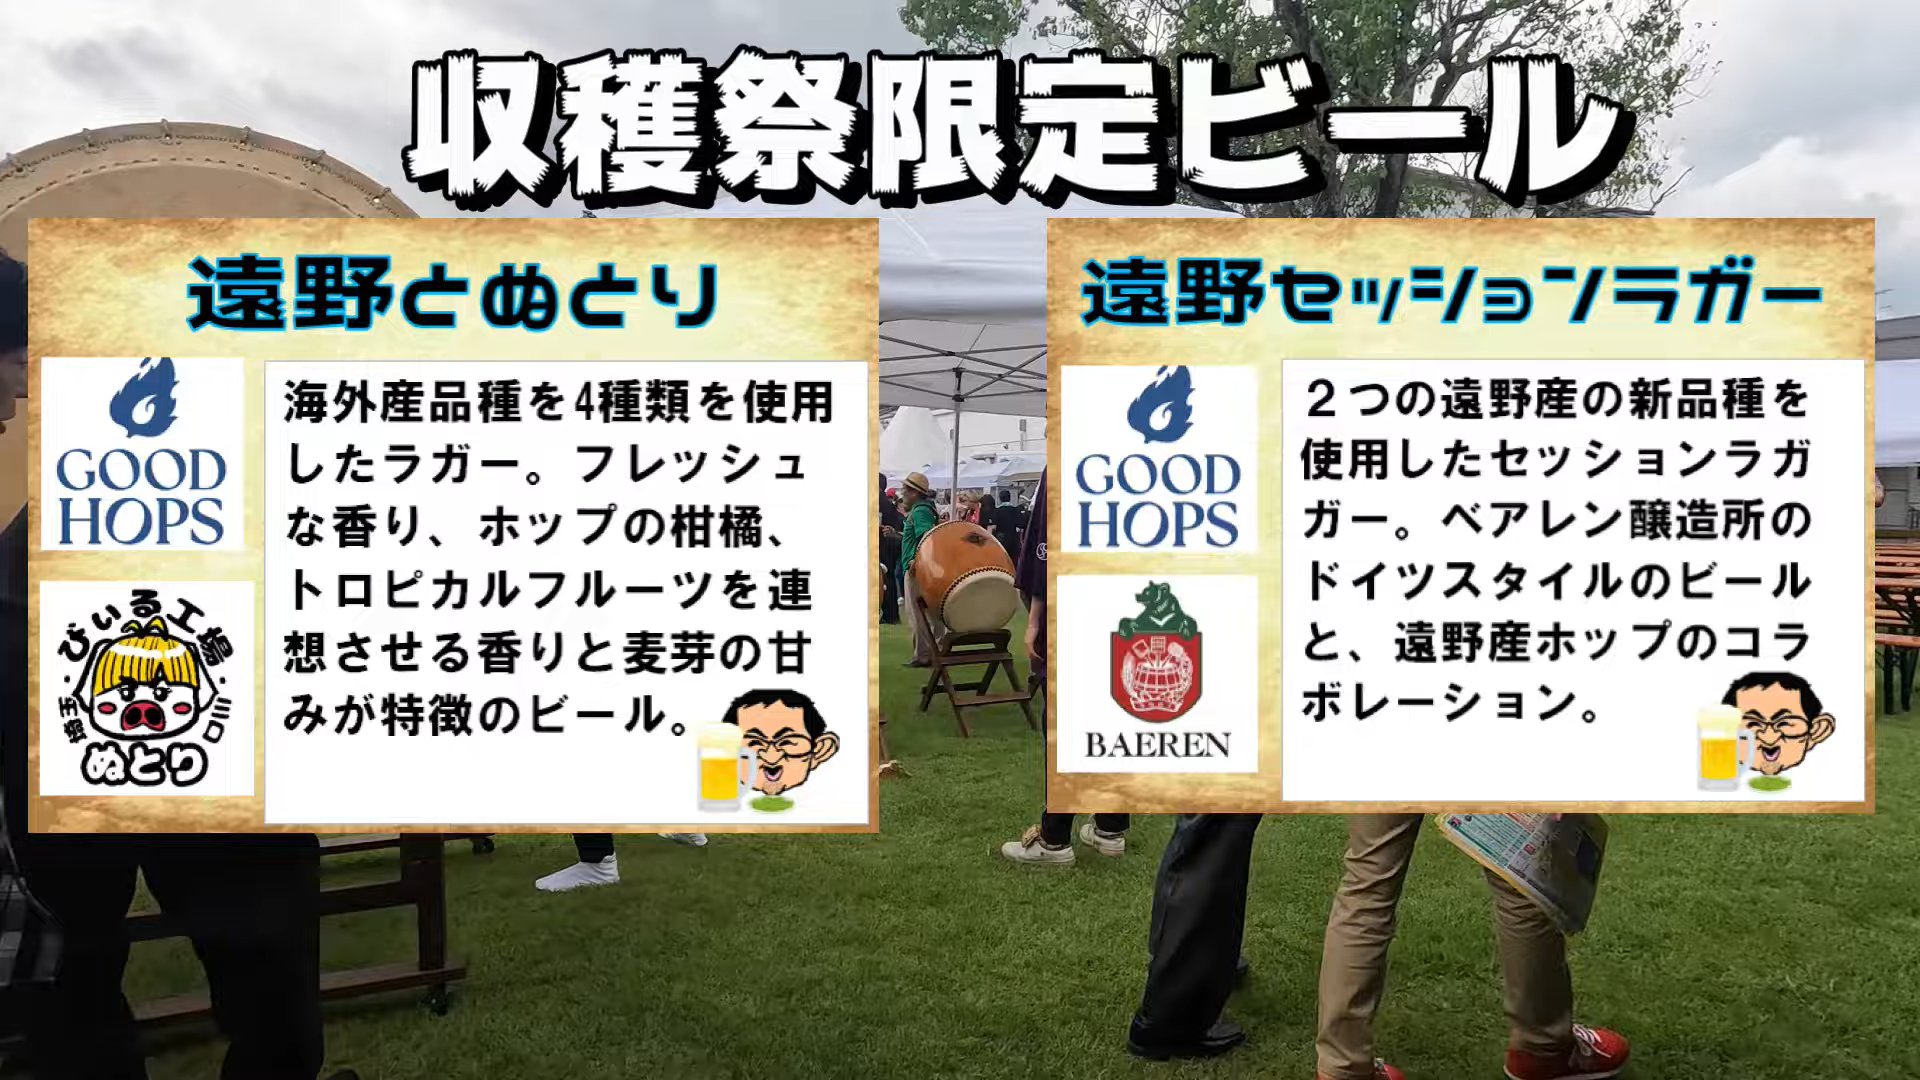 収穫祭限定ビール
遠野とぬとり
GOOD
HOPS
びぃる工場
埼玉・川口
ぬとり
海外産品種を4種類を使用
したラガー。フレッシュ
な香り、ホップの柑橘、
トロピカルフルーツを連
想させる香りと麦芽の甘
みが特徴のビール。
遠野セッションラガー
GOOD
HOPS
BAEREN
２つの遠野産の新品種を
使用したセッションラガ
ガー。ベアレン醸造所の
ドイツスタイルのビール
と、遠野産ホップのコラ
ボレーション。